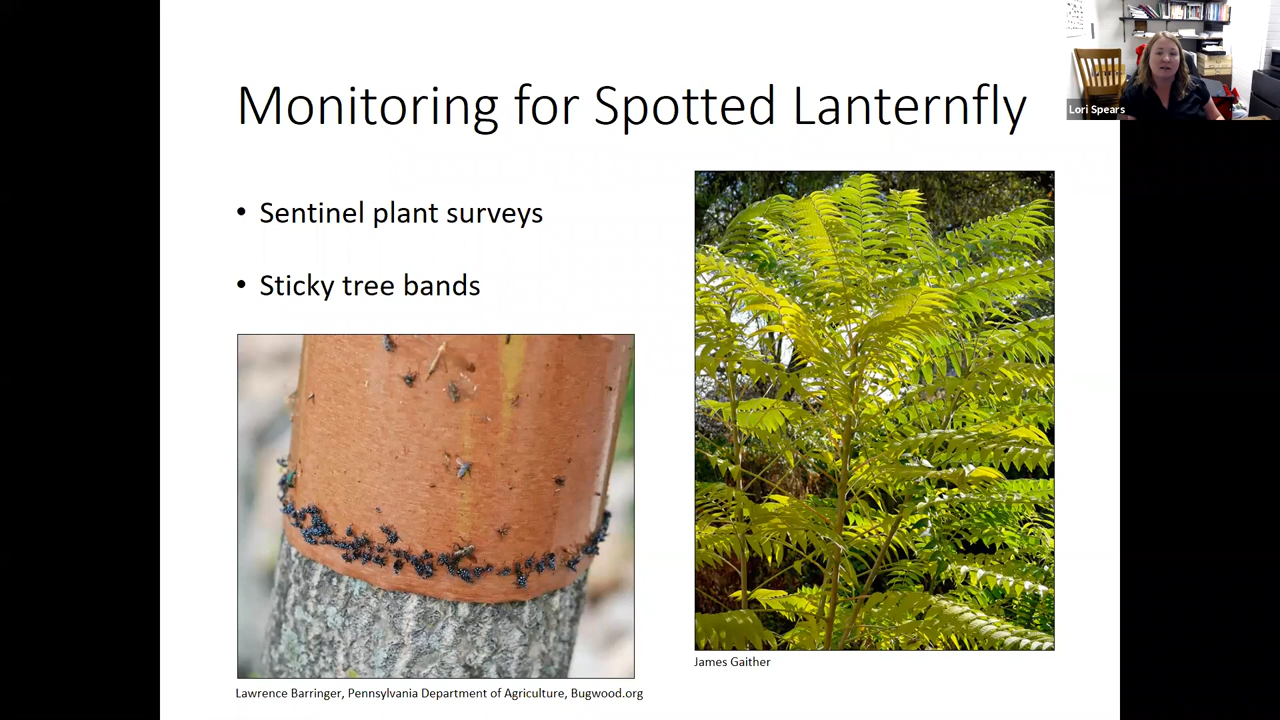 Monitoring for Spotted Lanternfly
Lori Spears
• Sentinel plant surveys
• Sticky tree bands
James Gaither
Lawrence Barringer, Pennsylvania Department of Agriculture, Bugwood.org